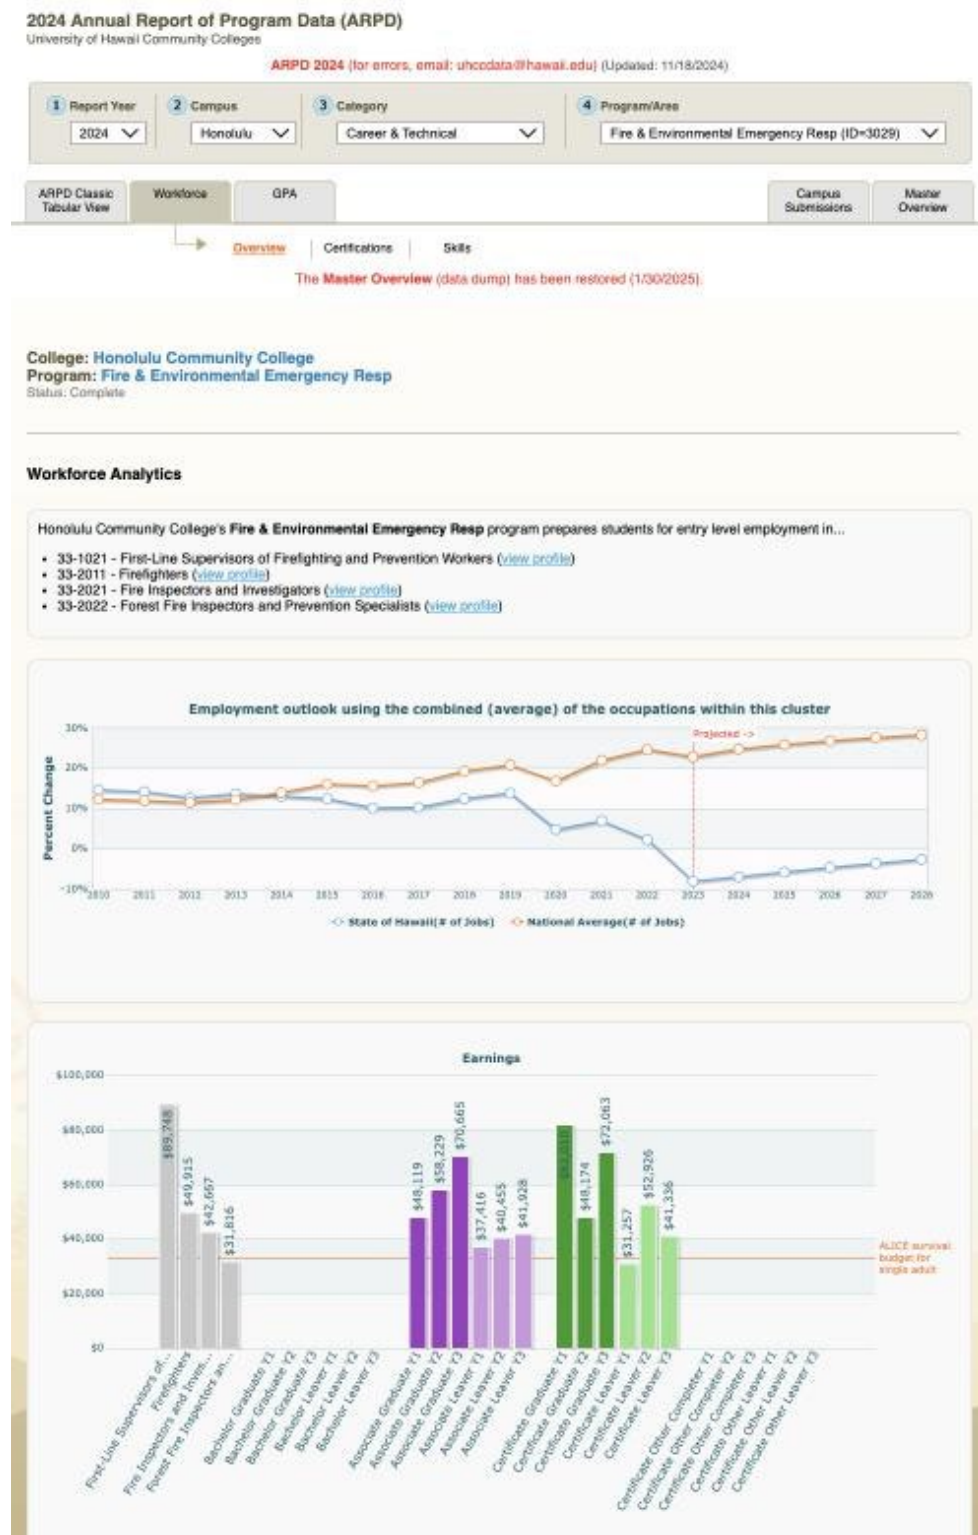 2024 Annual Report of Program Data (ARPD)
University of Hawaii Community Colleges
ARPD 2024 (for errors, email: uhccdata@hawaii.edu) (Updated: 11/18/2024)
1 Report Year
2 Campus
3 Category
4 Program/Area
2024
Honolulu
Career & Technical
Fire & Environmental Emergency Resp (ID=3029)
ARPD Classic
Tabular View
Workforce
GPA
Campus
Submissions
Master
Overview
Overview
Certifications
Skills
The Master Overview (data dump) has been restored (1/30/2025).
College: Honolulu Community College
Program: Fire & Environmental Emergency Resp
Status: Complete
Workforce Analytics
Honolulu Community College's Fire & Environmental Emergency Resp program prepares students for entry level employment in...
• 33-1021 - First-Line Supervisors of Firefighting and Prevention Workers (view profile)
• 33-2011 - Firefighters (view profile)
• 33-2021 - Fire Inspectors and Investigators (view profile)
• 33-2022 - Forest Fire Inspectors and Prevention Specialists (view profile)
Employment outlook using the combined (average) of the occupations within this cluster
Percent Change
30%
20%
10%
0%
-10%
Projected ->
2010 2011 2012 2013 2014 2015 2016 2017 2018 2019 2020 2021 2022 2023 2024 2025 2026 2027 2028
State of Hawaii(# of Jobs)
National Average(# of Jobs)
Earnings
$100,000
$80,000
$60,000
$40,000
$20,000
$0
$89,748
$49,915
$42,667
$31,816
$48,119
$58,229
$70,665
$37,416
$40,455
$41,928
$48,174
$72,063
$31,257
$52,926
$41,336
ALICE survival
budget for
single adult
First-Line Supervisors of...
Firefighters
Fire Inspectors and Inves...
Forest Fire Inspectors an...
Bachelor Graduate Y1
Bachelor Graduate Y2
Bachelor Graduate Y3
Bachelor Leaver Y1
Bachelor Leaver Y2
Bachelor Leaver Y3
Associate Graduate Y1
Associate Graduate Y2
Associate Graduate Y3
Associate Leaver Y1
Associate Leaver Y2
Associate Leaver Y3
Certificate Graduate Y1
Certificate Graduate Y2
Certificate Graduate Y3
Certificate Leaver Y1
Certificate Leaver Y2
Certificate Leaver Y3
Certificate Other Completer Y1
Certificate Other Completer Y2
Certificate Other Completer Y3
Certificate Other Leaver Y1
Certificate Other Leaver Y2
Certificate Other Leaver Y3